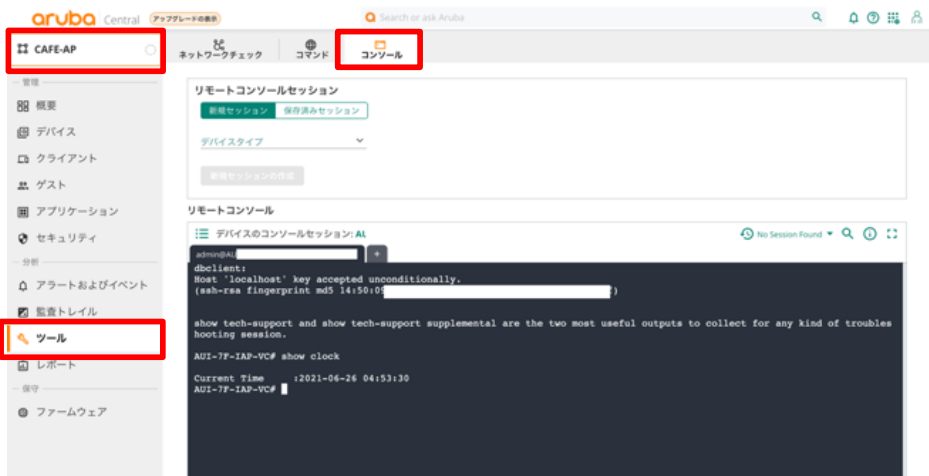 aruba Central アップグレードの表示
Search or ask Aruba
CAFE-AP
ネットワークチェック
コマンド
コンソール
管理
概要
デバイス
クライアント
ゲスト
アプリケーション
セキュリティ
分析
アラートおよびイベント
監査トレイル
ツール
レポート
保守
ファームウェア
リモートコンソールセッション
新規セッション 保存済みセッション
デバイスタイプ
新規セッションの作成
リモートコンソール
デバイスのコンソールセッション: AU
No Session Found
admin@AU
+
dbclient:
Host 'localhost' key accepted unconditionally.
(ssh-rsa fingerprint md5 14:50:09
)
show tech-support and show tech-support supplemental are the two most useful outputs to collect for any kind of troubles
hooting session.
AUI-7F-IAP-VC# show clock
Current Time :2021-06-26 04:53:30
AUI-7F-IAP-VC#